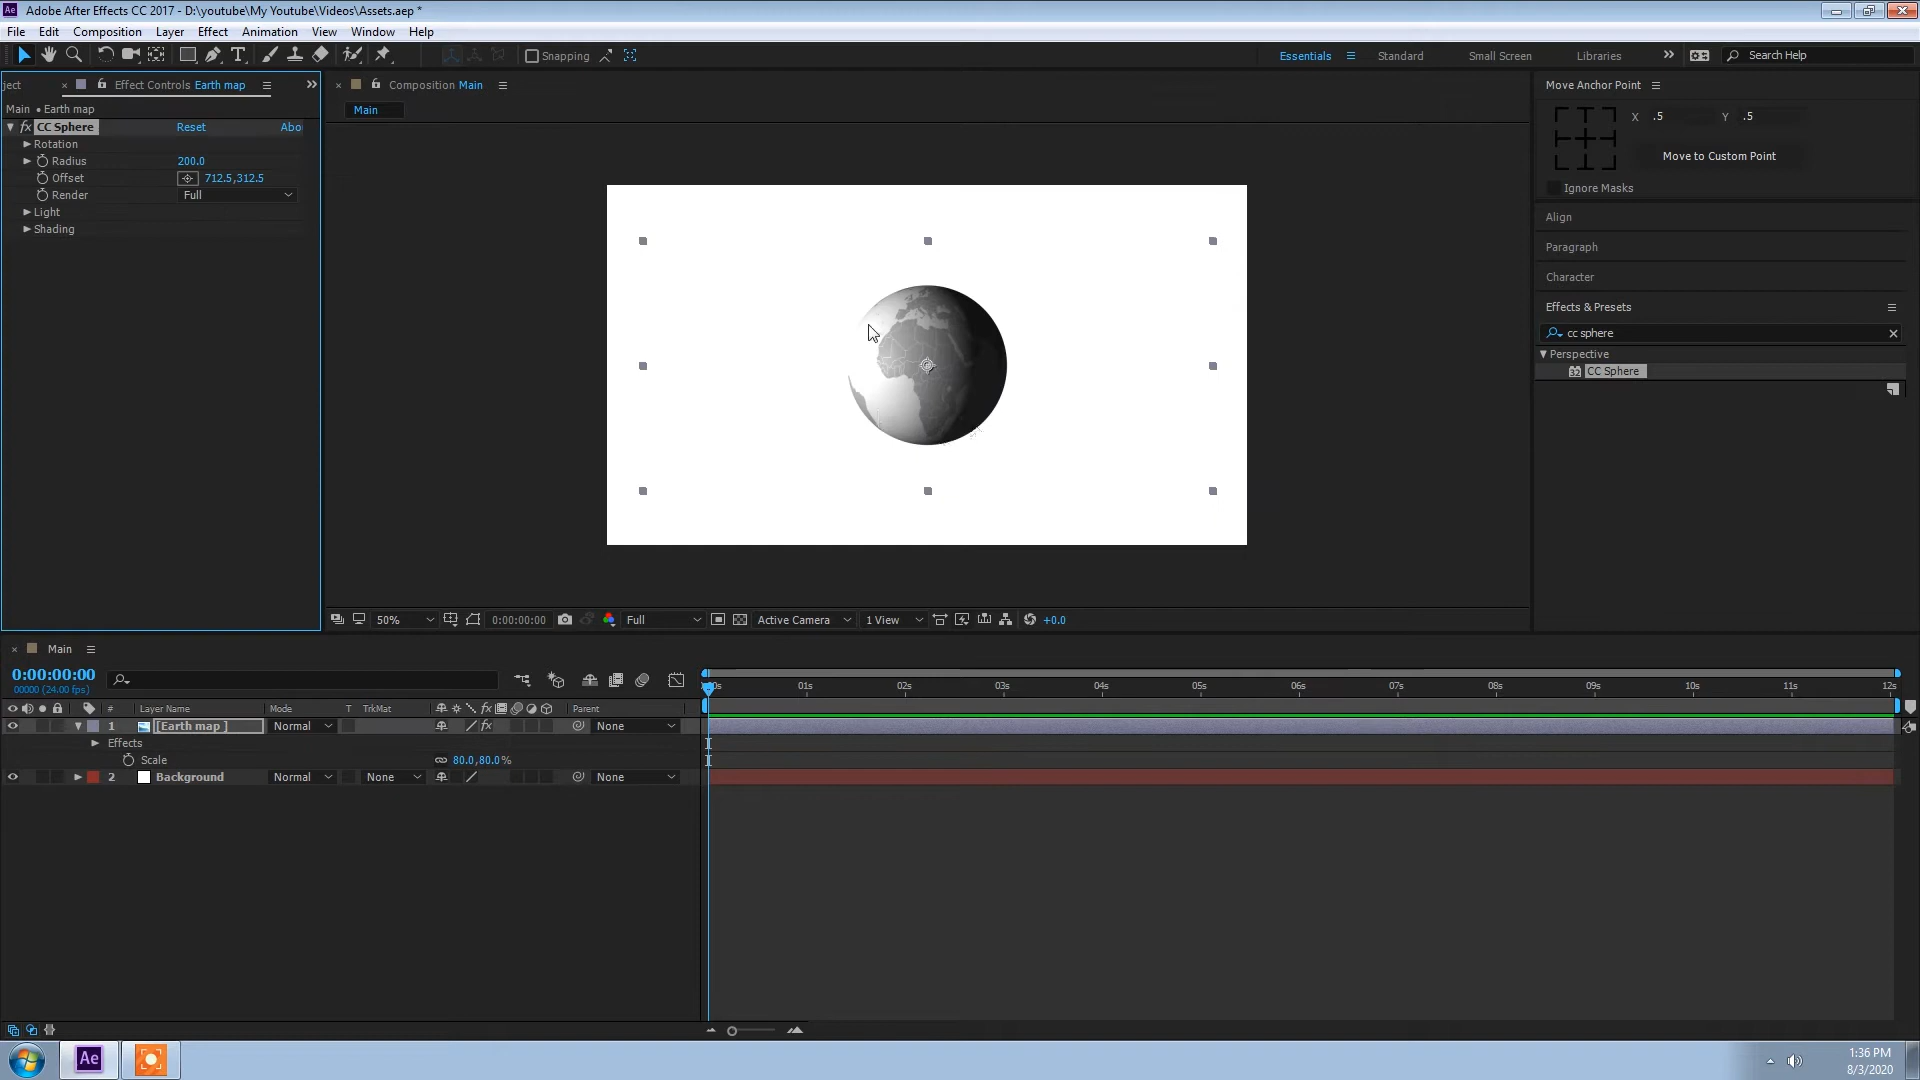 Ae Adobe After Effects CC 2017 - D:\youtube\My Youtube\Videos\Assets.aep *
File Edit Composition Layer Effect Animation View Window Help
Snapping Essentials Standard Small Screen Libraries Search Help
ject Effect Controls Earth map
Main • Earth map
fx CC Sphere Reset Abo
Rotation
Radius 200.0
Offset 712.5,312.5
Render Full
Light
Shading
Composition Main
Main
50% 0:00:00:00 Full Active Camera 1 View +0.0
Move Anchor Point
X .5 Y .5
Move to Custom Point
Ignore Masks
Align
Paragraph
Character
Effects & Presets
cc sphere
Perspective
32 CC Sphere
Main
0:00:00:00
00000 (24.00 fps)
01s 02s 03s 04s 05s 06s 07s 08s 09s 10s 11s 12s
# Layer Name Mode T TrkMat Parent
1 [Earth map ] Normal None
Effects
Scale 80.0,80.0%
2 Background Normal None None
Ae
1:36 PM
8/3/2020